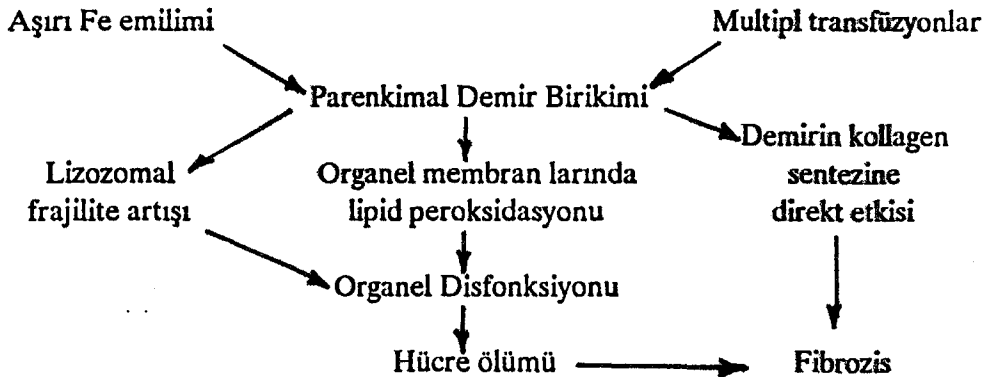 Aşırı Fe emilimi
Multipl transfüzyonlar
Parenkimal Demir Birikimi
Lizozomal
frajilite artışı
Organel membran larında
lipid peroksidasyonu
Demirin kollagen
sentezine
direkt etkisi
Organel Disfonksiyonu
Hücre ölümü
Fibrozis